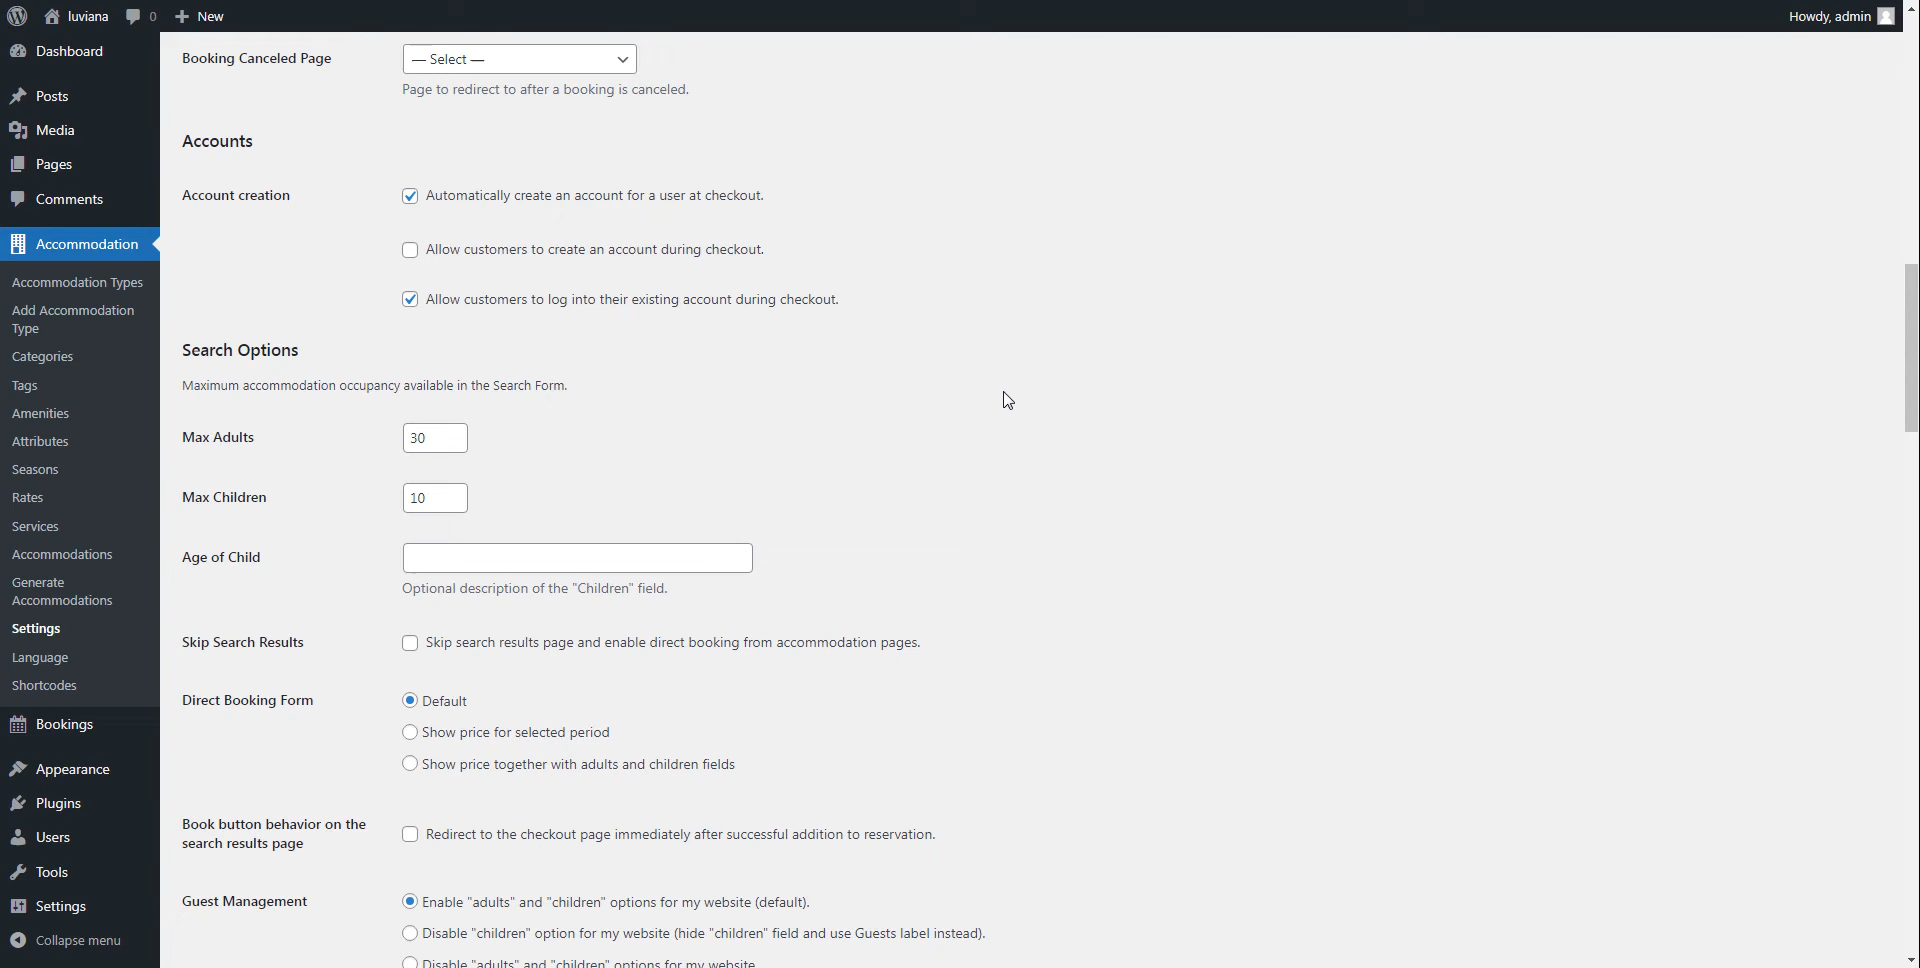 luviana
0
New
Howdy, admin
Dashboard
Posts
Media
Pages
Comments
Accommodation
Accommodation Types
Add Accommodation
Type
Categories
Tags
Amenities
Attributes
Seasons
Rates
Services
Accommodations
Generate
Accommodations
Settings
Language
Shortcodes
Bookings
Appearance
Plugins
Users
Tools
Settings
Collapse menu
Booking Canceled Page
— Select —
Page to redirect to after a booking is canceled.
Accounts
Account creation
Automatically create an account for a user at checkout.
Allow customers to create an account during checkout.
Allow customers to log into their existing account during checkout.
Search Options
Maximum accommodation occupancy available in the Search Form.
Max Adults
30
Max Children
10
Age of Child
Optional description of the "Children" field.
Skip Search Results
Skip search results page and enable direct booking from accommodation pages.
Direct Booking Form
Default
Show price for selected period
Show price together with adults and children fields
Book button behavior on the
search results page
Redirect to the checkout page immediately after successful addition to reservation.
Guest Management
Enable "adults" and "children" options for my website (default).
Disable "children" option for my website (hide "children" field and use Guests label instead).
Disable "adults" and "children" options for my website